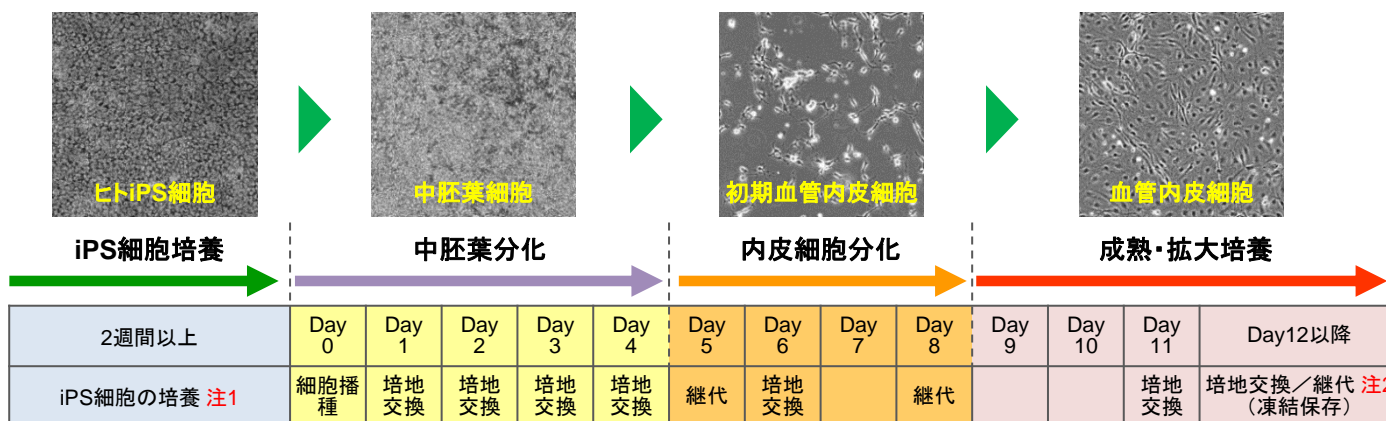 ヒトiPS細胞
中胚葉細胞
初期血管内皮細胞
血管内皮細胞
iPS細胞培養
中胚葉分化
内皮細胞分化
成熟・拡大培養
2週間以上
Day
0
Day
1
Day
2
Day
3
Day
4
Day
5
Day
6
Day
7
Day
8
Day
9
Day
10
Day
11
Day12以降
iPS細胞の培養 注1
細胞播
種
培地
交換
培地
交換
培地
交換
培地
交換
継代
培地
交換
継代
培地
交換
培地交換／継代 注2
（凍結保存）